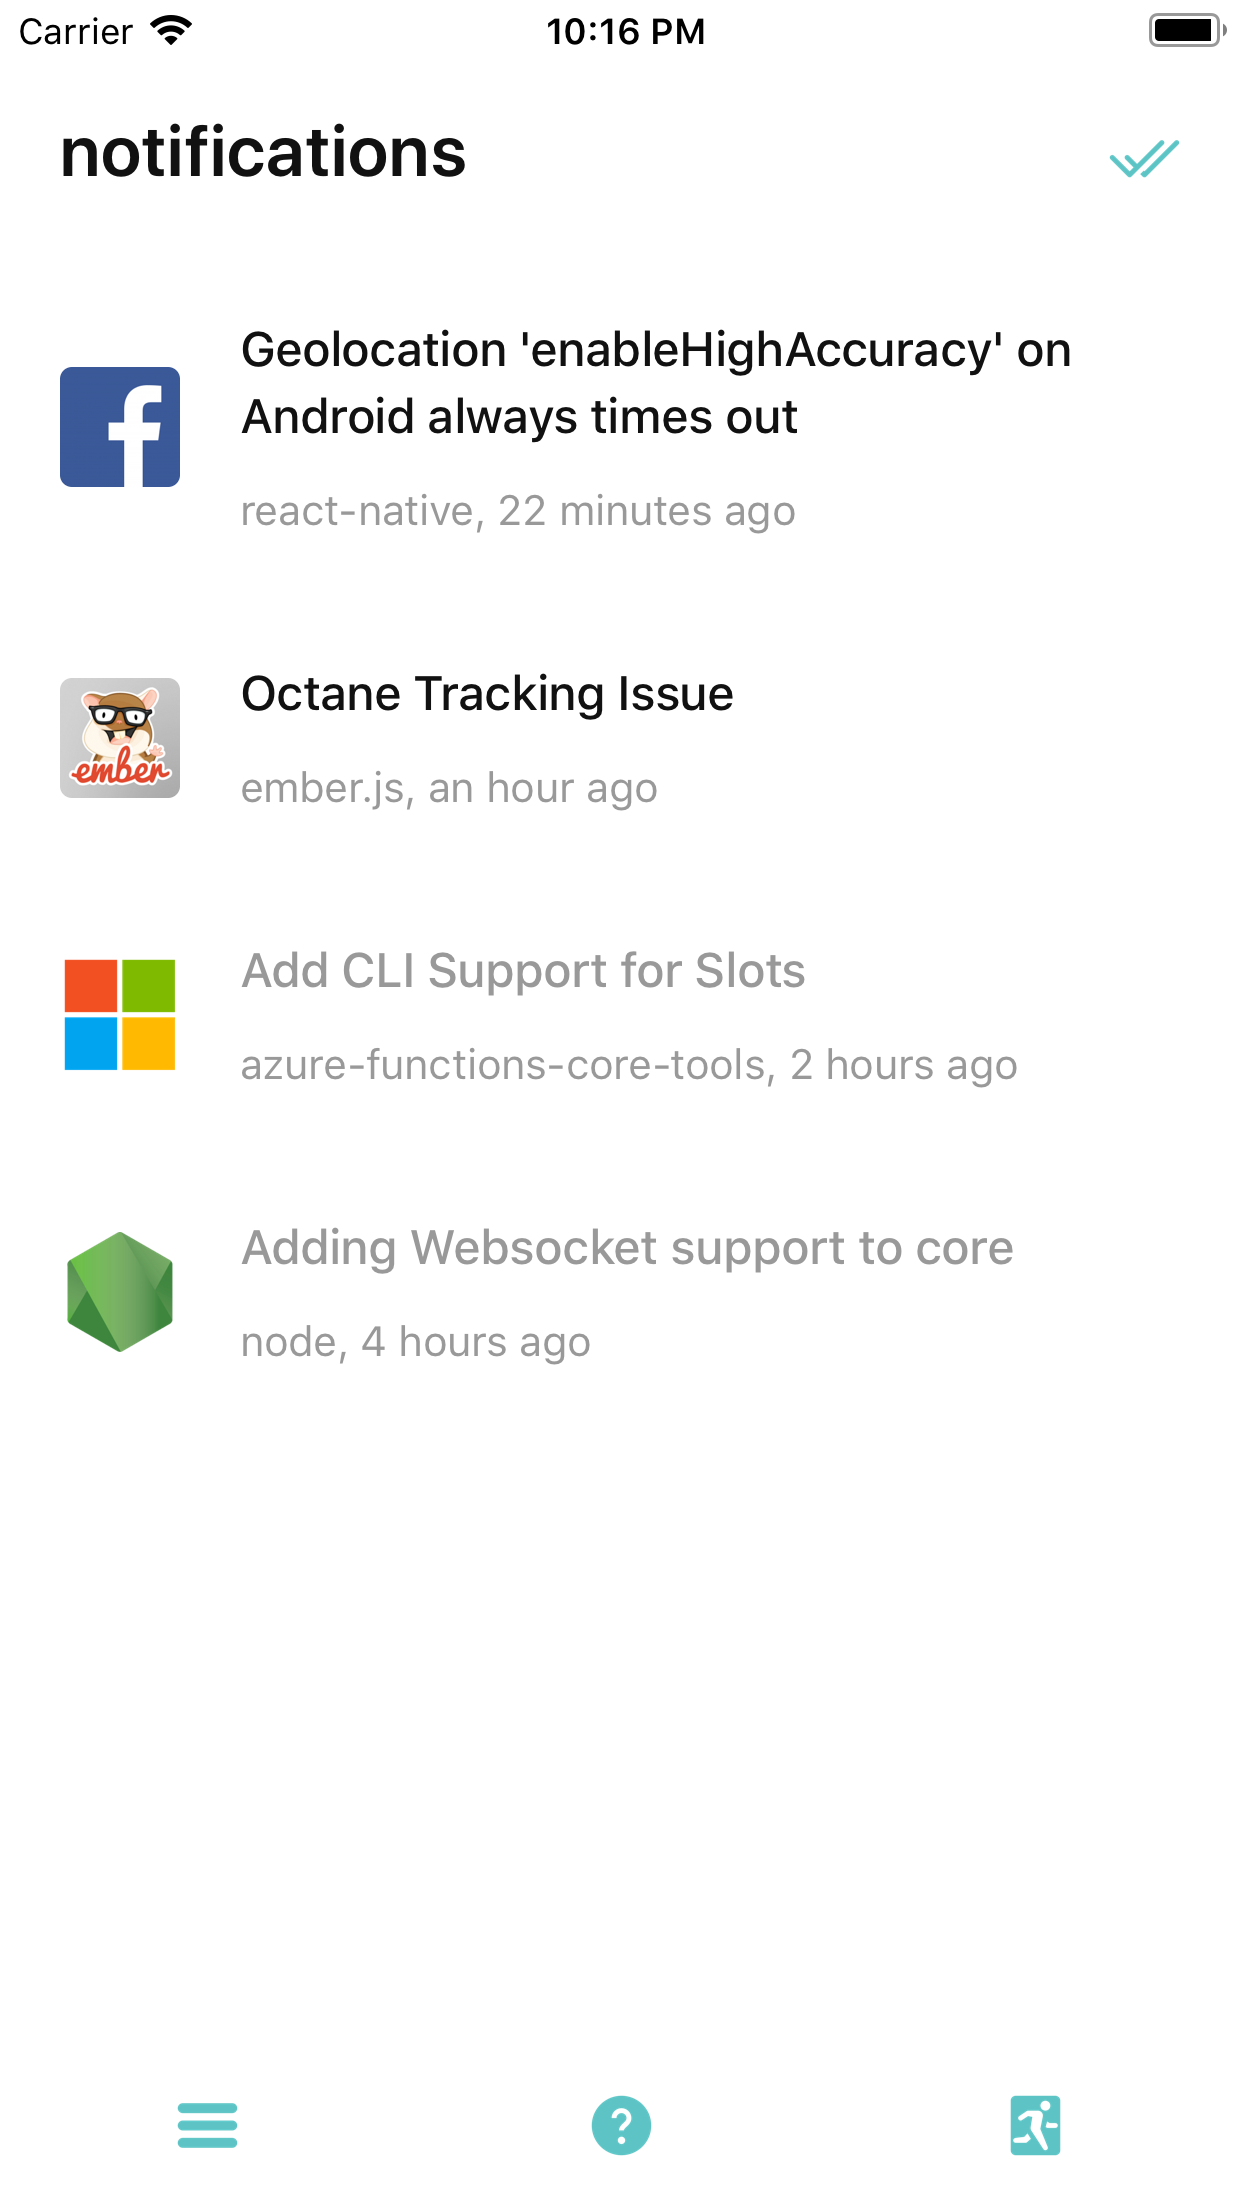 Carrier 10:16 PM
notifications
Geolocation 'enableHighAccuracy' on
Android always times out
react-native, 22 minutes ago
Octane Tracking Issue
ember
ember.js, an hour ago
Add CLI Support for Slots
azure-functions-core-tools, 2 hours ago
Adding Websocket support to core
node, 4 hours ago